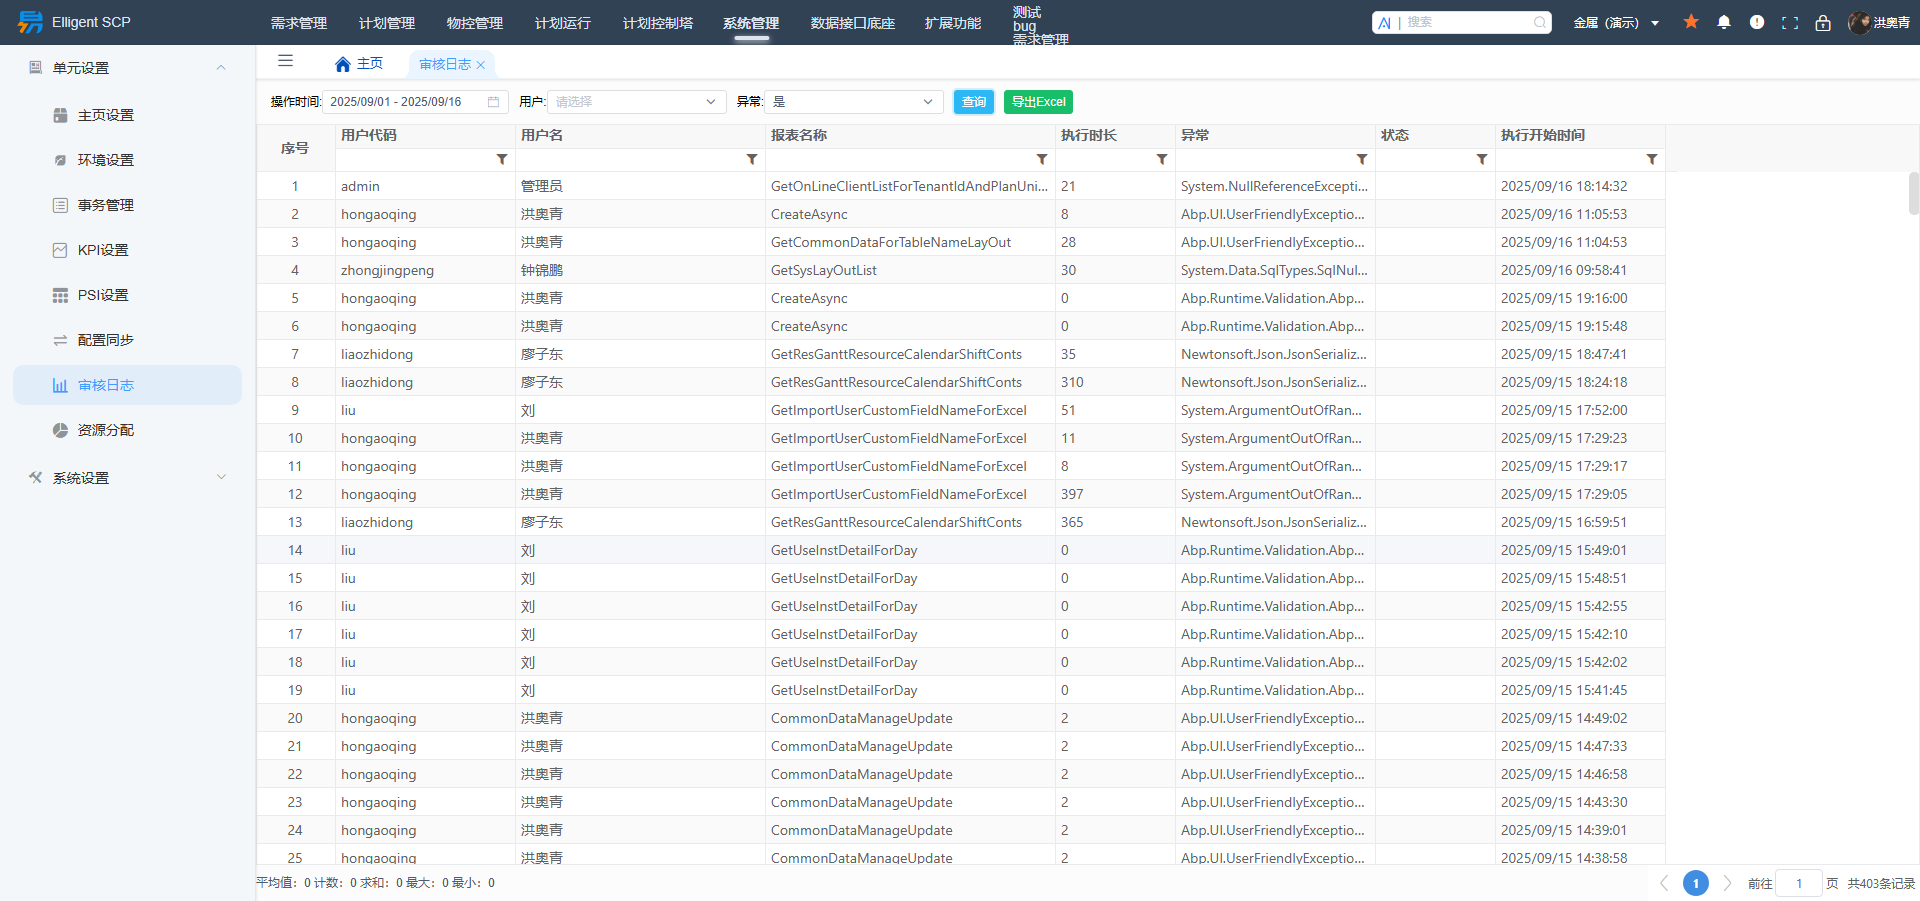 Elligent SCP
需求管理
计划管理
物控管理
计划运行
计划控制塔
系统管理
数据接口底座
扩展功能
测试
bug
需求管理
AI | 搜索
金属（演示）
洪奥青
单元设置
主页设置
环境设置
事务管理
KPI设置
PSI设置
配置同步
审核日志
资源分配
系统设置
主页
审核日志
操作时间: 2025/09/01 - 2025/09/16 用户: 请选择 异常: 是 查询 导出Excel
序号 用户代码 用户名 报表名称 执行时长 异常 状态 执行开始时间
1 admin 管理员 GetOnLineClientListForTenantIdAndPlanUni... 21 System.NullReferenceExcepti... 2025/09/16 18:14:32
2 hongaoqing 洪奥青 CreateAsync 8 Abp.UI.UserFriendlyExceptio... 2025/09/16 11:05:53
3 hongaoqing 洪奥青 GetCommonDataForTableNameLayOut 28 Abp.UI.UserFriendlyExceptio... 2025/09/16 11:04:53
4 zhongjingpeng 钟锦鹏 GetSysLayOutList 30 System.Data.SqlTypes.SqlNul... 2025/09/16 09:58:41
5 hongaoqing 洪奥青 CreateAsync 0 Abp.Runtime.Validation.Abp... 2025/09/15 19:16:00
6 hongaoqing 洪奥青 CreateAsync 0 Abp.Runtime.Validation.Abp... 2025/09/15 19:15:48
7 liaozhidong 廖子东 GetResGanttResourceCalendarShiftConts 35 Newtonsoft.Json.JsonSerializ... 2025/09/15 18:47:41
8 liaozhidong 廖子东 GetResGanttResourceCalendarShiftConts 310 Newtonsoft.Json.JsonSerializ... 2025/09/15 18:24:18
9 liu 刘 GetImportUserCustomFieldNameForExcel 51 System.ArgumentOutOfRan... 2025/09/15 17:52:00
10 hongaoqing 洪奥青 GetImportUserCustomFieldNameForExcel 11 System.ArgumentOutOfRan... 2025/09/15 17:29:23
11 hongaoqing 洪奥青 GetImportUserCustomFieldNameForExcel 8 System.ArgumentOutOfRan... 2025/09/15 17:29:17
12 hongaoqing 洪奥青 GetImportUserCustomFieldNameForExcel 397 System.ArgumentOutOfRan... 2025/09/15 17:29:05
13 liaozhidong 廖子东 GetResGanttResourceCalendarShiftConts 365 Newtonsoft.Json.JsonSerializ... 2025/09/15 16:59:51
14 liu 刘 GetUseInstDetailForDay 0 Abp.Runtime.Validation.Abp... 2025/09/15 15:49:01
15 liu 刘 GetUseInstDetailForDay 0 Abp.Runtime.Validation.Abp... 2025/09/15 15:48:51
16 liu 刘 GetUseInstDetailForDay 0 Abp.Runtime.Validation.Abp... 2025/09/15 15:42:55
17 liu 刘 GetUseInstDetailForDay 0 Abp.Runtime.Validation.Abp... 2025/09/15 15:42:10
18 liu 刘 GetUseInstDetailForDay 0 Abp.Runtime.Validation.Abp... 2025/09/15 15:42:02
19 liu 刘 GetUseInstDetailForDay 0 Abp.Runtime.Validation.Abp... 2025/09/15 15:41:45
20 hongaoqing 洪奥青 CommonDataManageUpdate 2 Abp.UI.UserFriendlyExceptio... 2025/09/15 14:49:02
21 hongaoqing 洪奥青 CommonDataManageUpdate 2 Abp.UI.UserFriendlyExceptio... 2025/09/15 14:47:33
22 hongaoqing 洪奥青 CommonDataManageUpdate 2 Abp.UI.UserFriendlyExceptio... 2025/09/15 14:46:58
23 hongaoqing 洪奥青 CommonDataManageUpdate 2 Abp.UI.UserFriendlyExceptio... 2025/09/15 14:43:30
24 hongaoqing 洪奥青 CommonDataManageUpdate 2 Abp.UI.UserFriendlyExceptio... 2025/09/15 14:39:01
25 hongaoqing 洪奥青 CommonDataManageUpdate 2 Abp.UI.UserFriendlyExceptio... 2025/09/15 14:38:58
平均值：0 计数：0 求和：0 最大：0 最小：0
1 前往 1 页 共403条记录